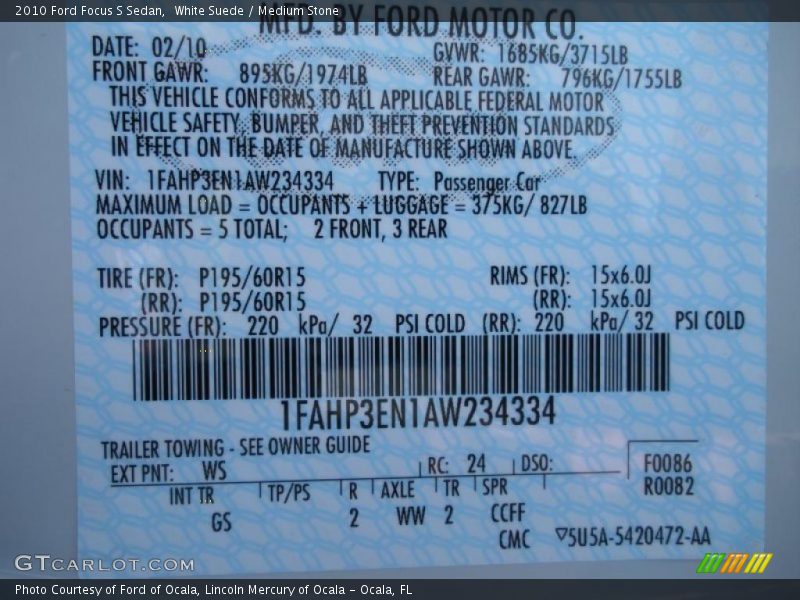 2010 Ford Focus S Sedan,  White Suede / Medium Stone
MFD. BY FORD MOTOR CO.
DATE: 02/10 GVWR: 1685KG/3715LB
FRONT GAWR: 895KG/1974LB REAR GAWR: 796KG/1755LB
THIS VEHICLE CONFORMS TO ALL APPLICABLE FEDERAL MOTOR
VEHICLE SAFETY, BUMPER, AND THEFT PREVENTION STANDARDS
IN EFFECT ON THE DATE OF MANUFACTURE SHOWN ABOVE.
VIN: 1FAHP3EN1AW234334 TYPE: Passenger Car
MAXIMUM LOAD = OCCUPANTS + LUGGAGE = 375KG/ 827LB
OCCUPANTS = 5 TOTAL; 2 FRONT, 3 REAR
TIRE (FR): P195/60R15 RIMS (FR): 15x6.0J
(RR): P195/60R15 (RR): 15x6.0J
PRESSURE (FR): 220 kPa/ 32 PSI COLD (RR): 220 kPa/ 32 PSI COLD
1FAHP3EN1AW234334
TRAILER TOWING - SEE OWNER GUIDE
EXT PNT: WS RC: 24 DSO: F0086
INT TR TP/PS R AXLE TR SPR R0082
GS 2 WW 2 CCFF
CMC ▽5U5A-5420472-AA
GTCARLOT.COM
Photo Courtesy of Ford of Ocala, Lincoln Mercury of Ocala – Ocala, FL